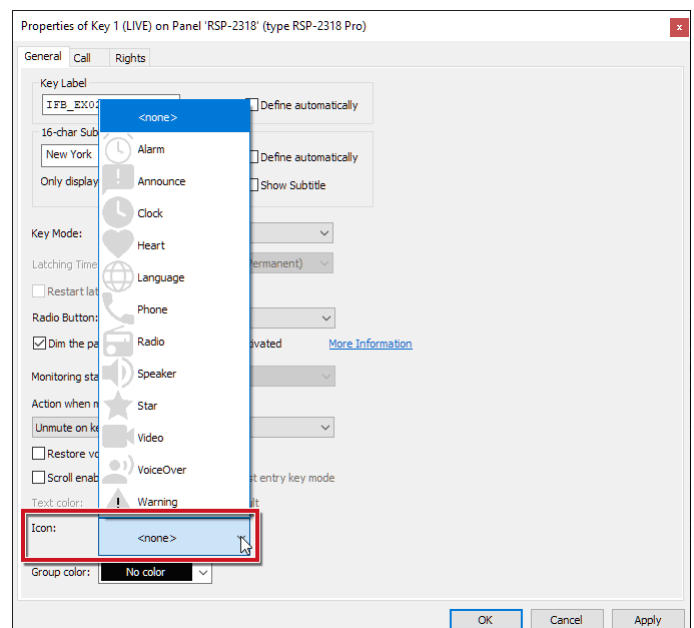 Properties of Key 1 (LIVE) on Panel 'RSP-2318' (type RSP-2318 Pro)
x
General Call Rights
Key Label
IFB_EX02
Define automatically
<none>
16-char Sub
New York
Alarm
Define automatically
Only display
Announce
Show Subtitle
Clock
Key Mode:
Heart
Latching Time
Permanent)
Language
Restart lat
Radio Button:
Phone
Dim the pa
Radio
ivated
More Information
Monitoring sta
Speaker
Action when m
Star
Unmute on ke
Video
Restore vo
VoiceOver
Scroll enab
st entry key mode
Text color:
Warning
lt
Icon:
<none>
Group color:
No color
OK Cancel Apply